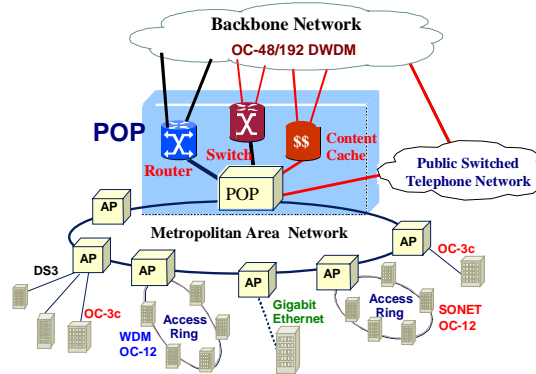 Backbone Network
OC-48/192 DWDM
POP
Router
Switch
$$
Content
Cache
Public Switched
Telephone Network
POP
AP
Metropolitan Area Network
AP
AP
AP
AP
AP
DS3
OC-3c
OC-3c
WDM
OC-12
Access
Ring
Gigabit
Ethernet
Access
Ring
SONET
OC-12